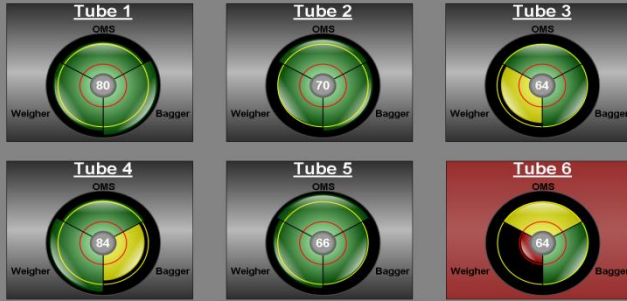 Tube 1
OMS
80
Weigher
Bagger
Tube 2
OMS
70
Weigher
Bagger
Tube 3
OMS
64
Weigher
Bagger
Tube 4
OMS
84
Weigher
Bagger
Tube 5
OMS
66
Weigher
Bagger
Tube 6
OMS
64
Weigher
Bagger